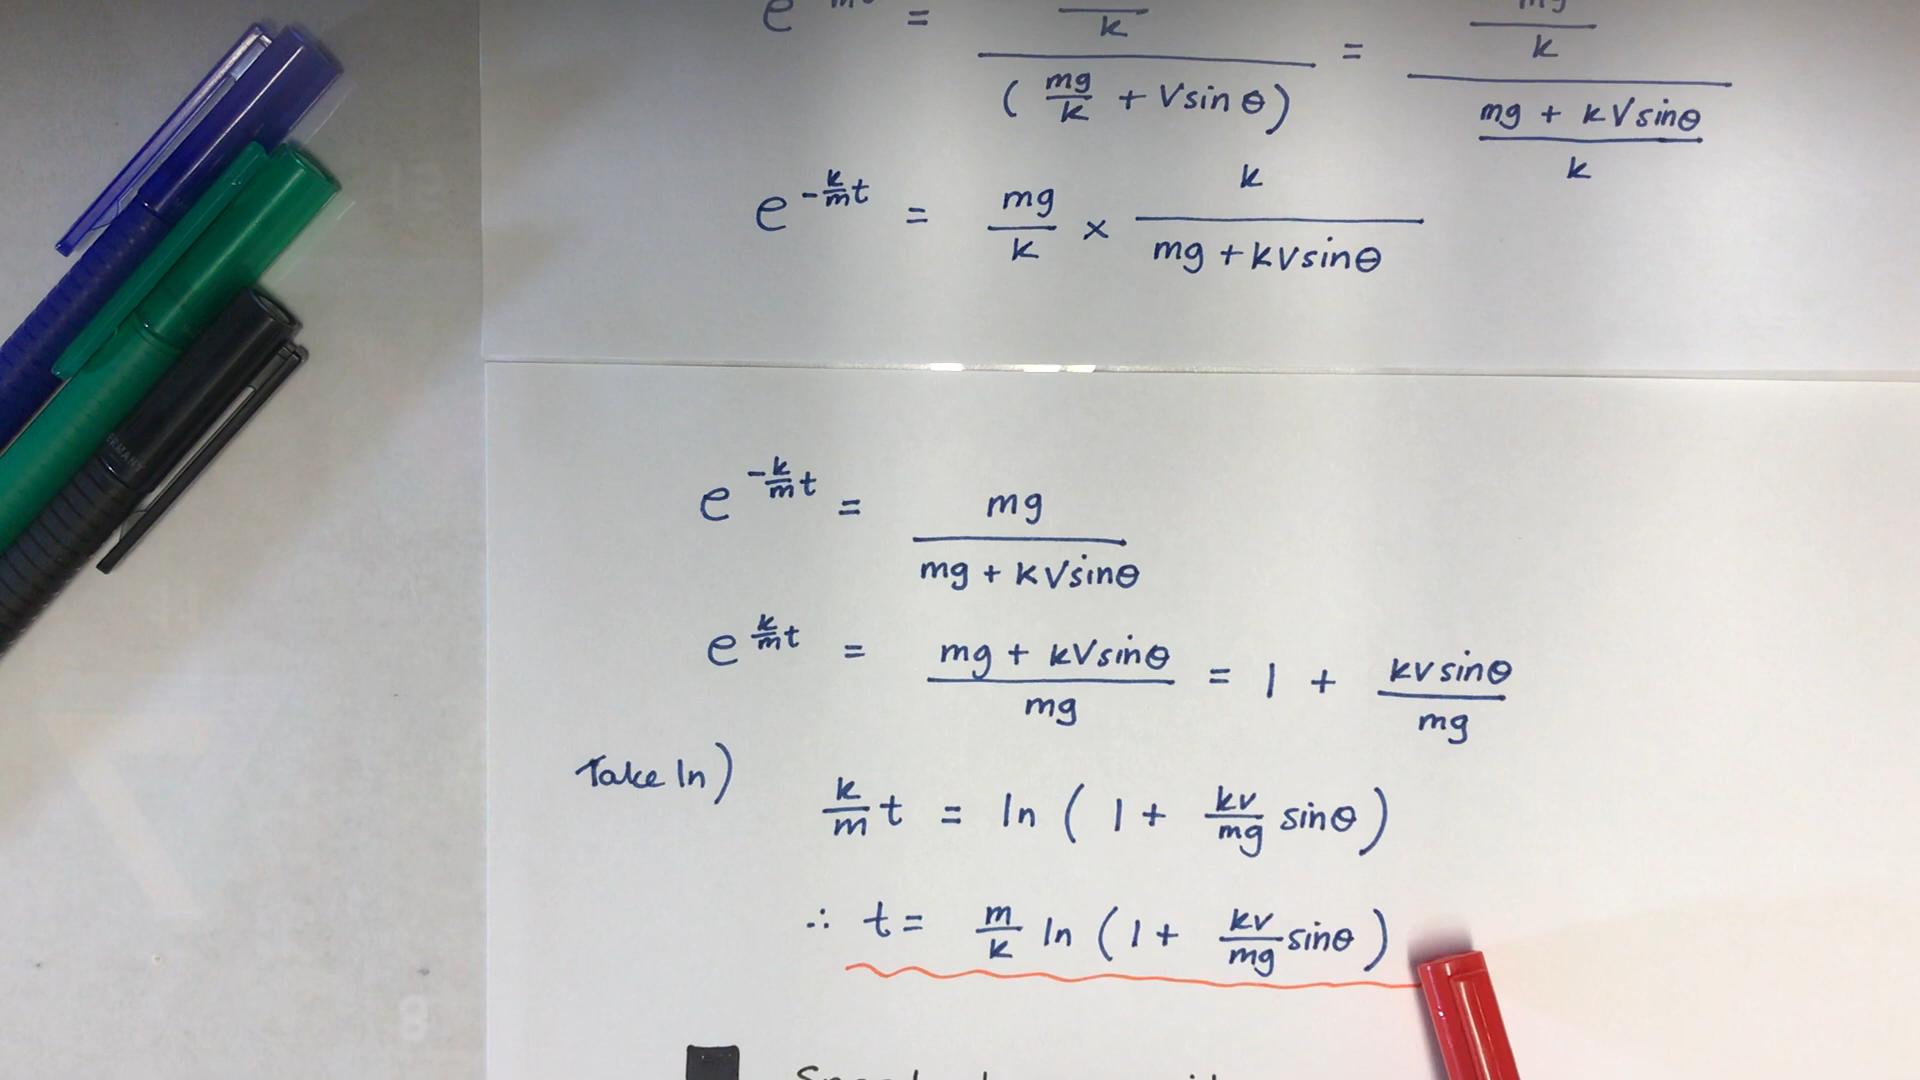 e = k/(mg/k + Vsinθ) = k/((mg + kVsinθ)/k)
e^(-k/m t) = mg/k × k/(mg + kVsinθ)
e^(-k/m t) = mg/(mg + kVsinθ)
e^(k/m t) = (mg + kVsinθ)/mg = 1 + kVsinθ/mg
Take ln)
k/m t = ln(1 + kV/mg sinθ)
∴ t = m/k ln(1 + kV/mg sinθ)